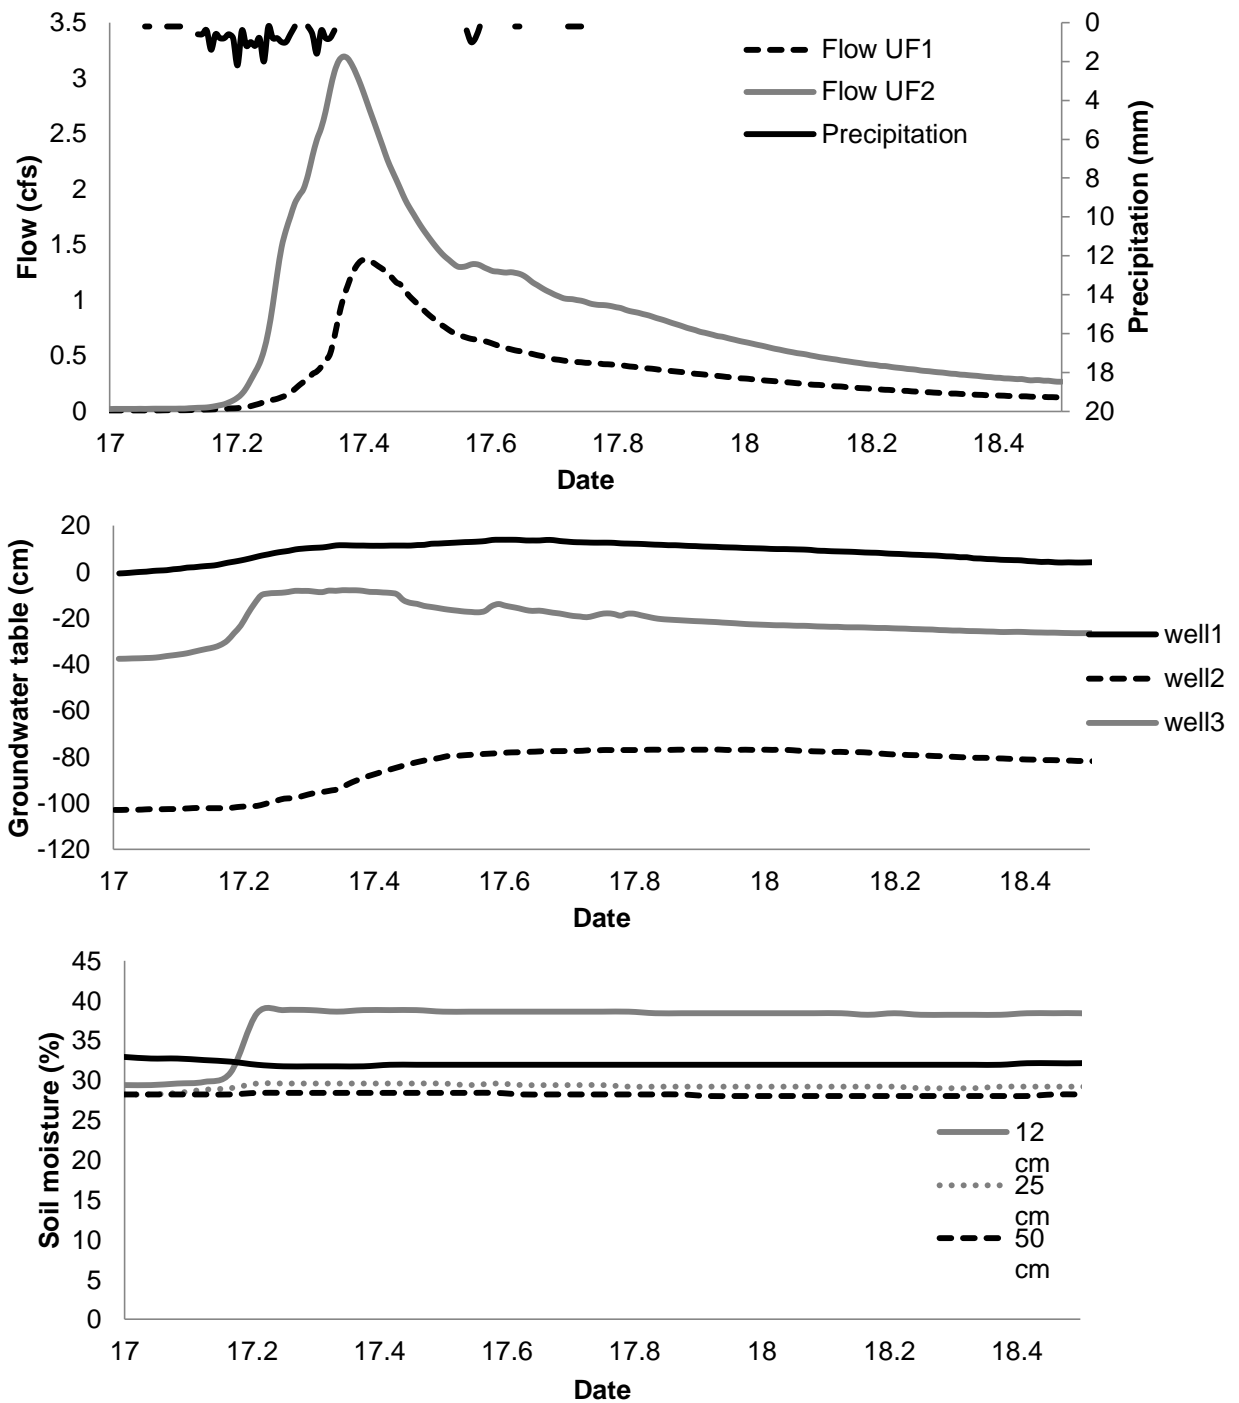 3.5
3
2.5
2
1.5
1
0.5
0
Flow (cfs)
0
2
4
6
8
10
12
14
16
18
20
Precipitation (mm)
Flow UF1
Flow UF2
Precipitation
17 17.2 17.4 17.6 17.8 18 18.2 18.4
Date
20
0
-20
-40
-60
-80
-100
-120
Groundwater table (cm)
well1
well2
well3
17 17.2 17.4 17.6 17.8 18 18.2 18.4
Date
45
40
35
30
25
20
15
10
5
0
Soil moisture (%)
12
cm
25
cm
50
cm
17 17.2 17.4 17.6 17.8 18 18.2 18.4
Date